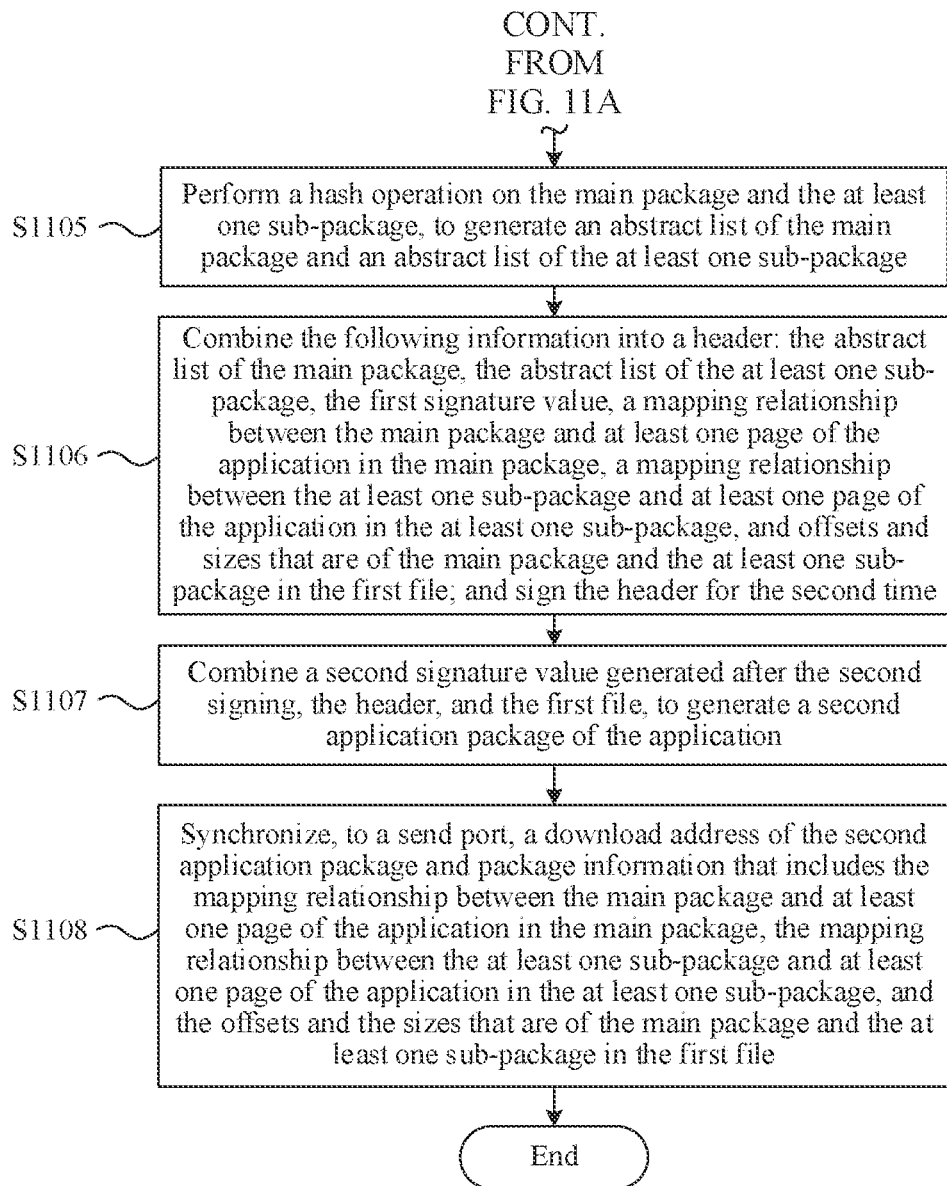 CONT.
FROM
FIG. 11A
S1105
Perform a hash operation on the main package and the at least
one sub-package, to generate an abstract list of the main
package and an abstract list of the at least one sub-package
S1106
Combine the following information into a header: the abstract
list of the main package, the abstract list of the at least one sub-
package, the first signature value, a mapping relationship
between the main package and at least one page of the
application in the main package, a mapping relationship
between the at least one sub-package and at least one page of
the application in the at least one sub-package, and offsets and
sizes that are of the main package and the at least one sub-
package in the first file; and sign the header for the second time
S1107
Combine a second signature value generated after the second
signing, the header, and the first file, to generate a second
application package of the application
S1108
Synchronize, to a send port, a download address of the second
application package and package information that includes the
mapping relationship between the main package and at least
one page of the application in the main package, the mapping
relationship between the at least one sub-package and at least
one page of the application in the at least one sub-package, and
the offsets and the sizes that are of the main package and the at
least one sub-package in the first file
End